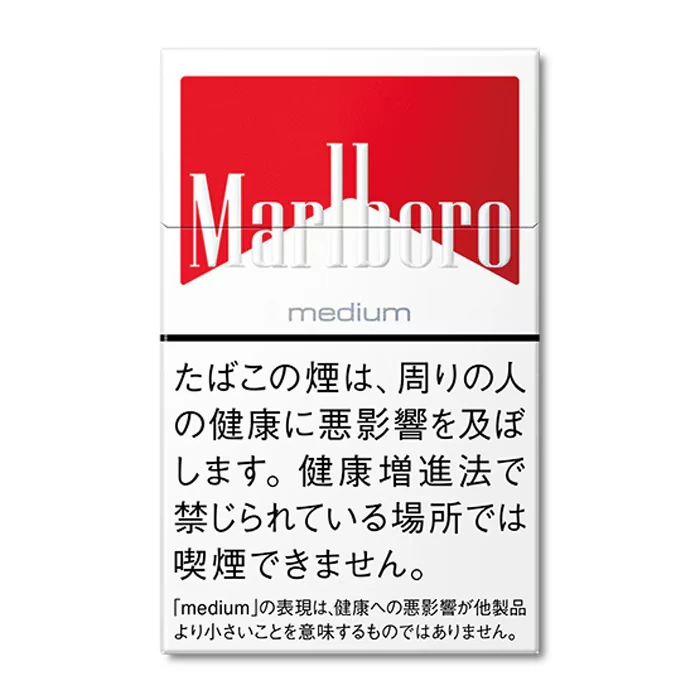 Marlboro
medium
たばこの煙は、周りの人
の健康に悪影響を及ぼ
します。健康増進法で
禁じられている場所では
喫煙できません。
「medium」の表現は、健康への悪影響が他製品
より小さいことを意味するものではありません。